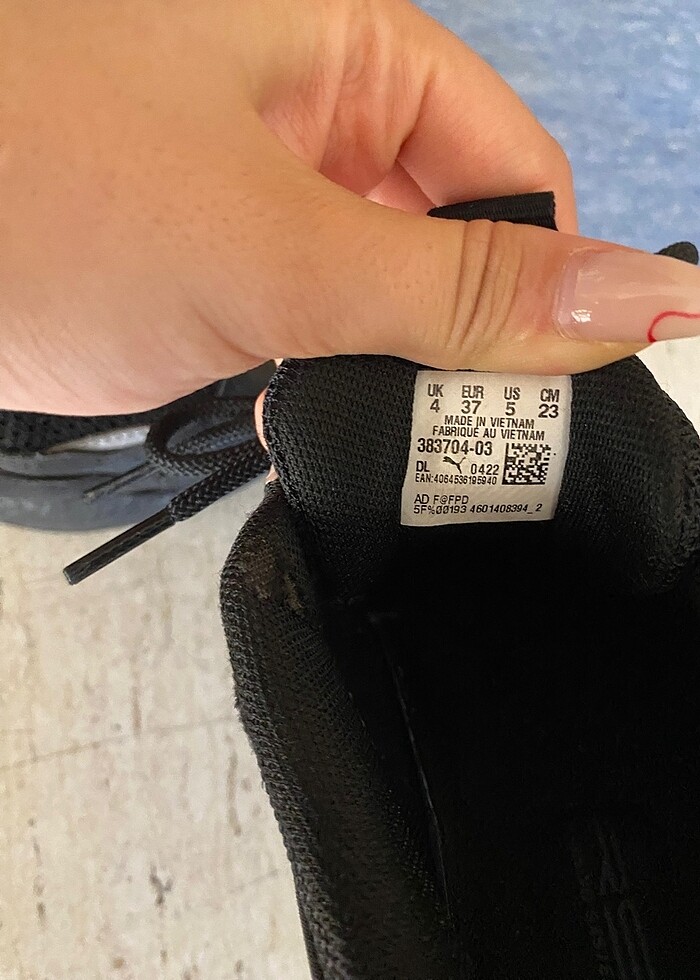 UK EUR US CM
4 37 5 23
MADE IN VIETNAM
FABRIQUÉ AU VIETNAM
383704-03
DL 0422
EAN:4064536195940
AD F@FPD
5F%00193 4601408394_2